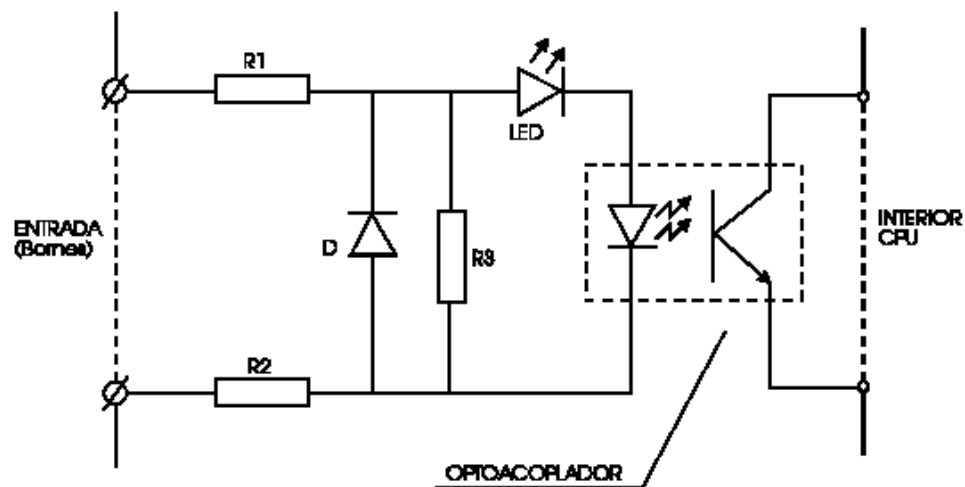 R1
LED
ENTRADA
(Bornes)
D
R3
INTERIOR
CPU
R2
OPTOACOPLADOR